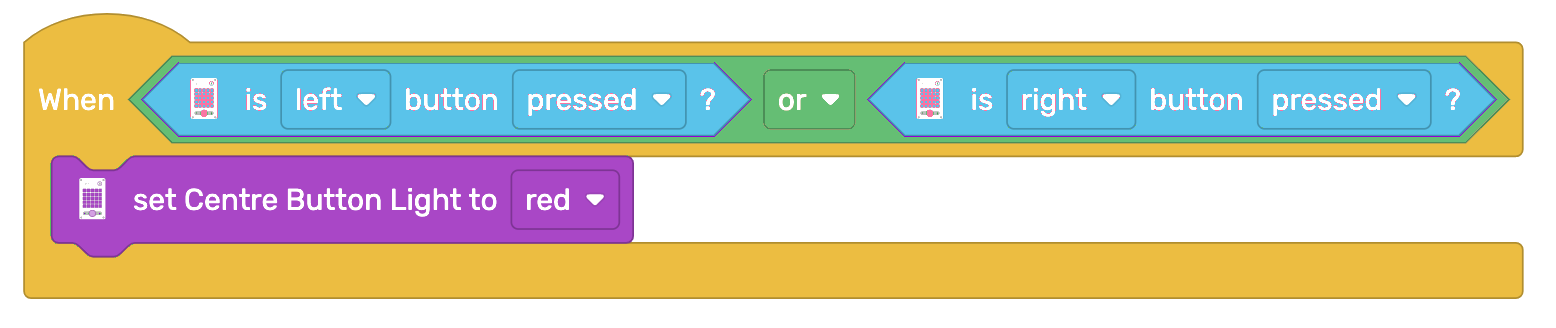 When is left button pressed ? or is right button pressed ?
set Centre Button Light to red